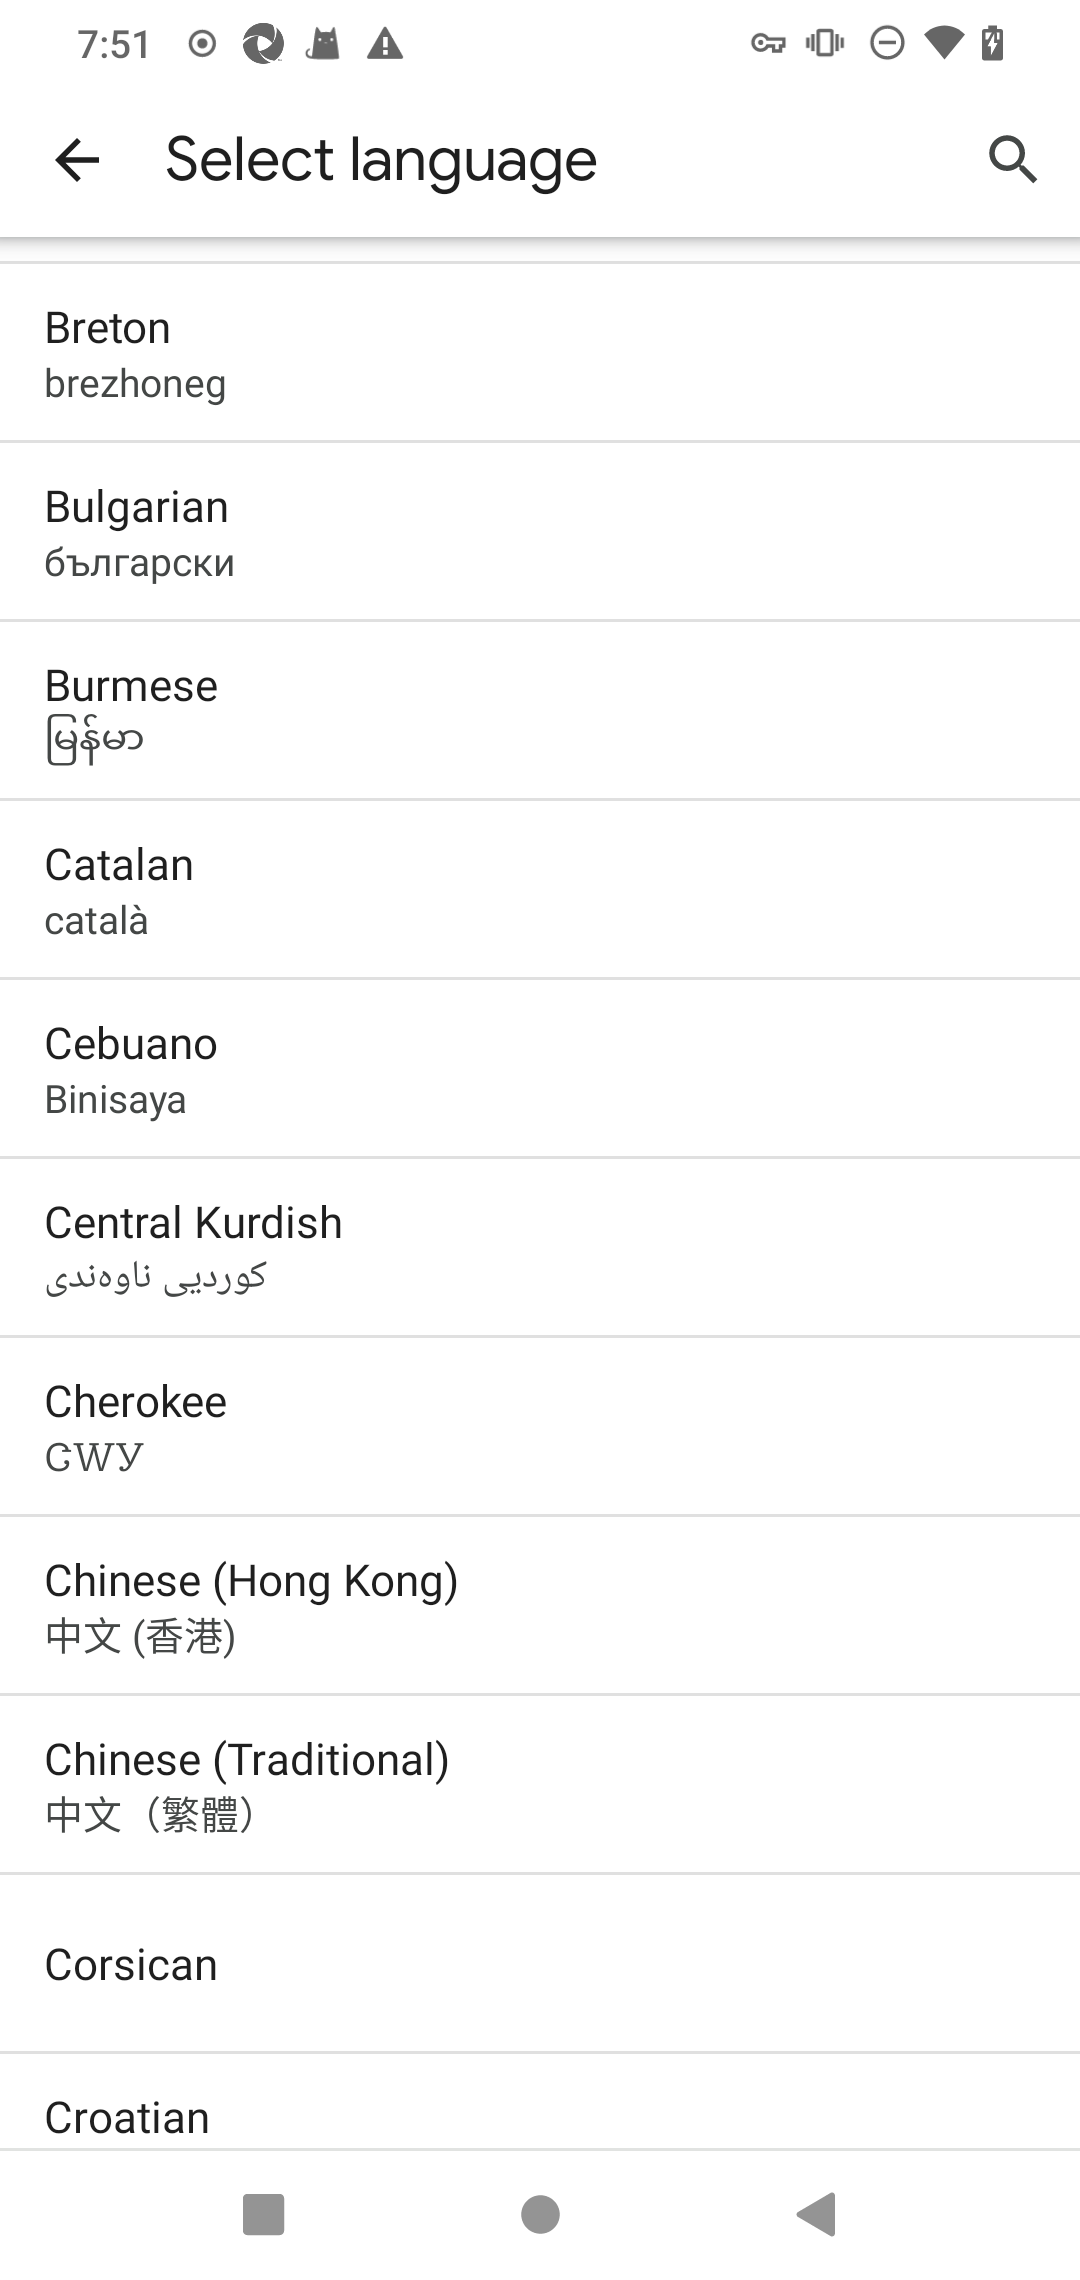 7:51
Select language
Breton
brezhoneg
Bulgarian
български
Burmese
မြန်မာ
Catalan
català
Cebuano
Binisaya
Central Kurdish
کوردیی ناوەندی
Cherokee
ᏣᎳᎩ
Chinese (Hong Kong)
中文 (香港)
Chinese (Traditional)
中文（繁體）
Corsican
Croatian